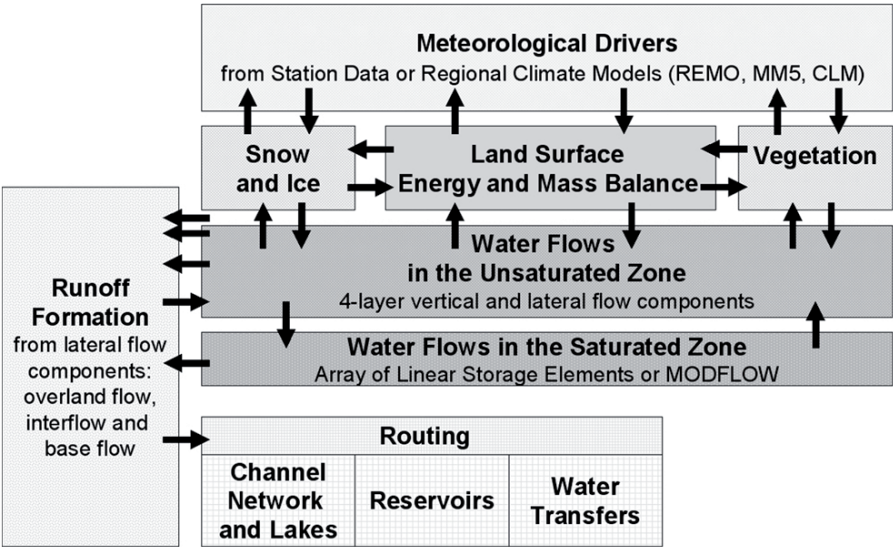 Meteorological Drivers
from Station Data or Regional Climate Models (REMO, MM5, CLM)
Snow
and Ice
Land Surface
Energy and Mass Balance
Vegetation
Water Flows
in the Unsaturated Zone
4-layer vertical and lateral flow components
Water Flows in the Saturated Zone
Array of Linear Storage Elements or MODFLOW
Runoff
Formation
from lateral flow
components:
overland flow,
interflow and
base flow
Routing
Channel
Network
and Lakes
Reservoirs
Water
Transfers